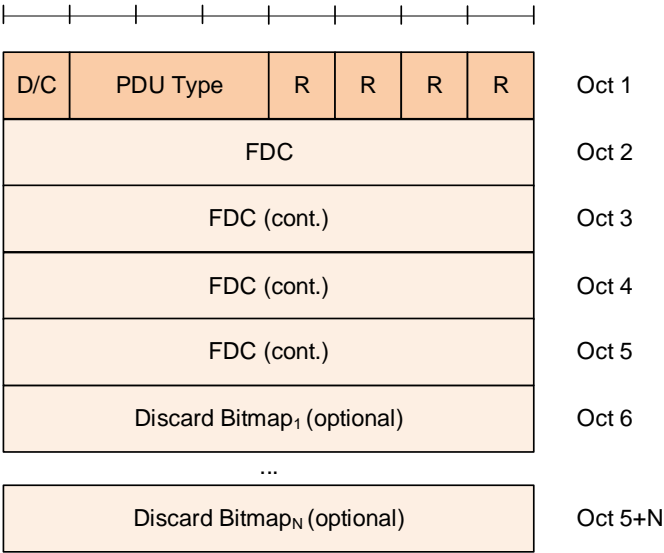 D/C PDU Type R R R R Oct 1
FDC Oct 2
FDC (cont.) Oct 3
FDC (cont.) Oct 4
FDC (cont.) Oct 5
Discard Bitmap₁ (optional) Oct 6
...
Discard Bitmap_N (optional) Oct 5+N